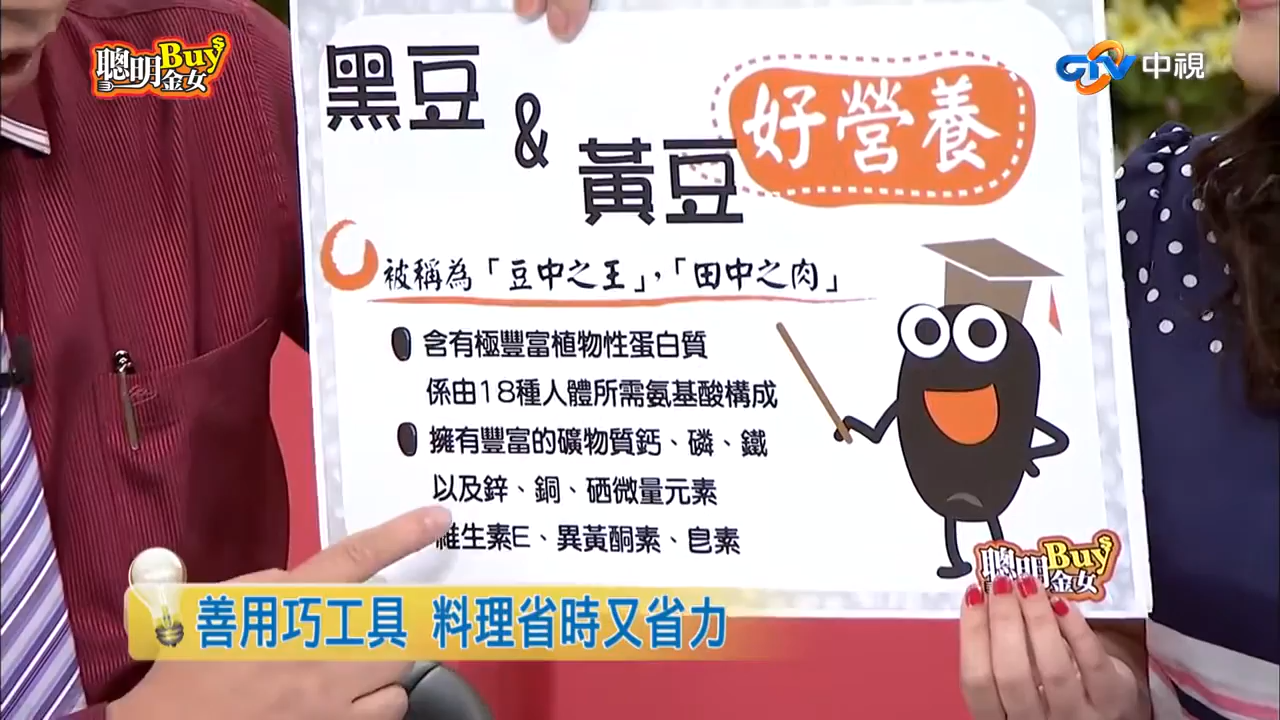 聰明Buy金女
CTV中視
黑豆
&
黃豆
好營養
被稱為「豆中之王」,「田中之肉」
含有極豐富植物性蛋白質
係由18種人體所需氨基酸構成
擁有豐富的礦物質鈣、磷、鐵
以及鋅、銅、硒微量元素
維生素E、異黃酮素、皂素
聰明Buy金女
善用巧工具 料理省時又省力